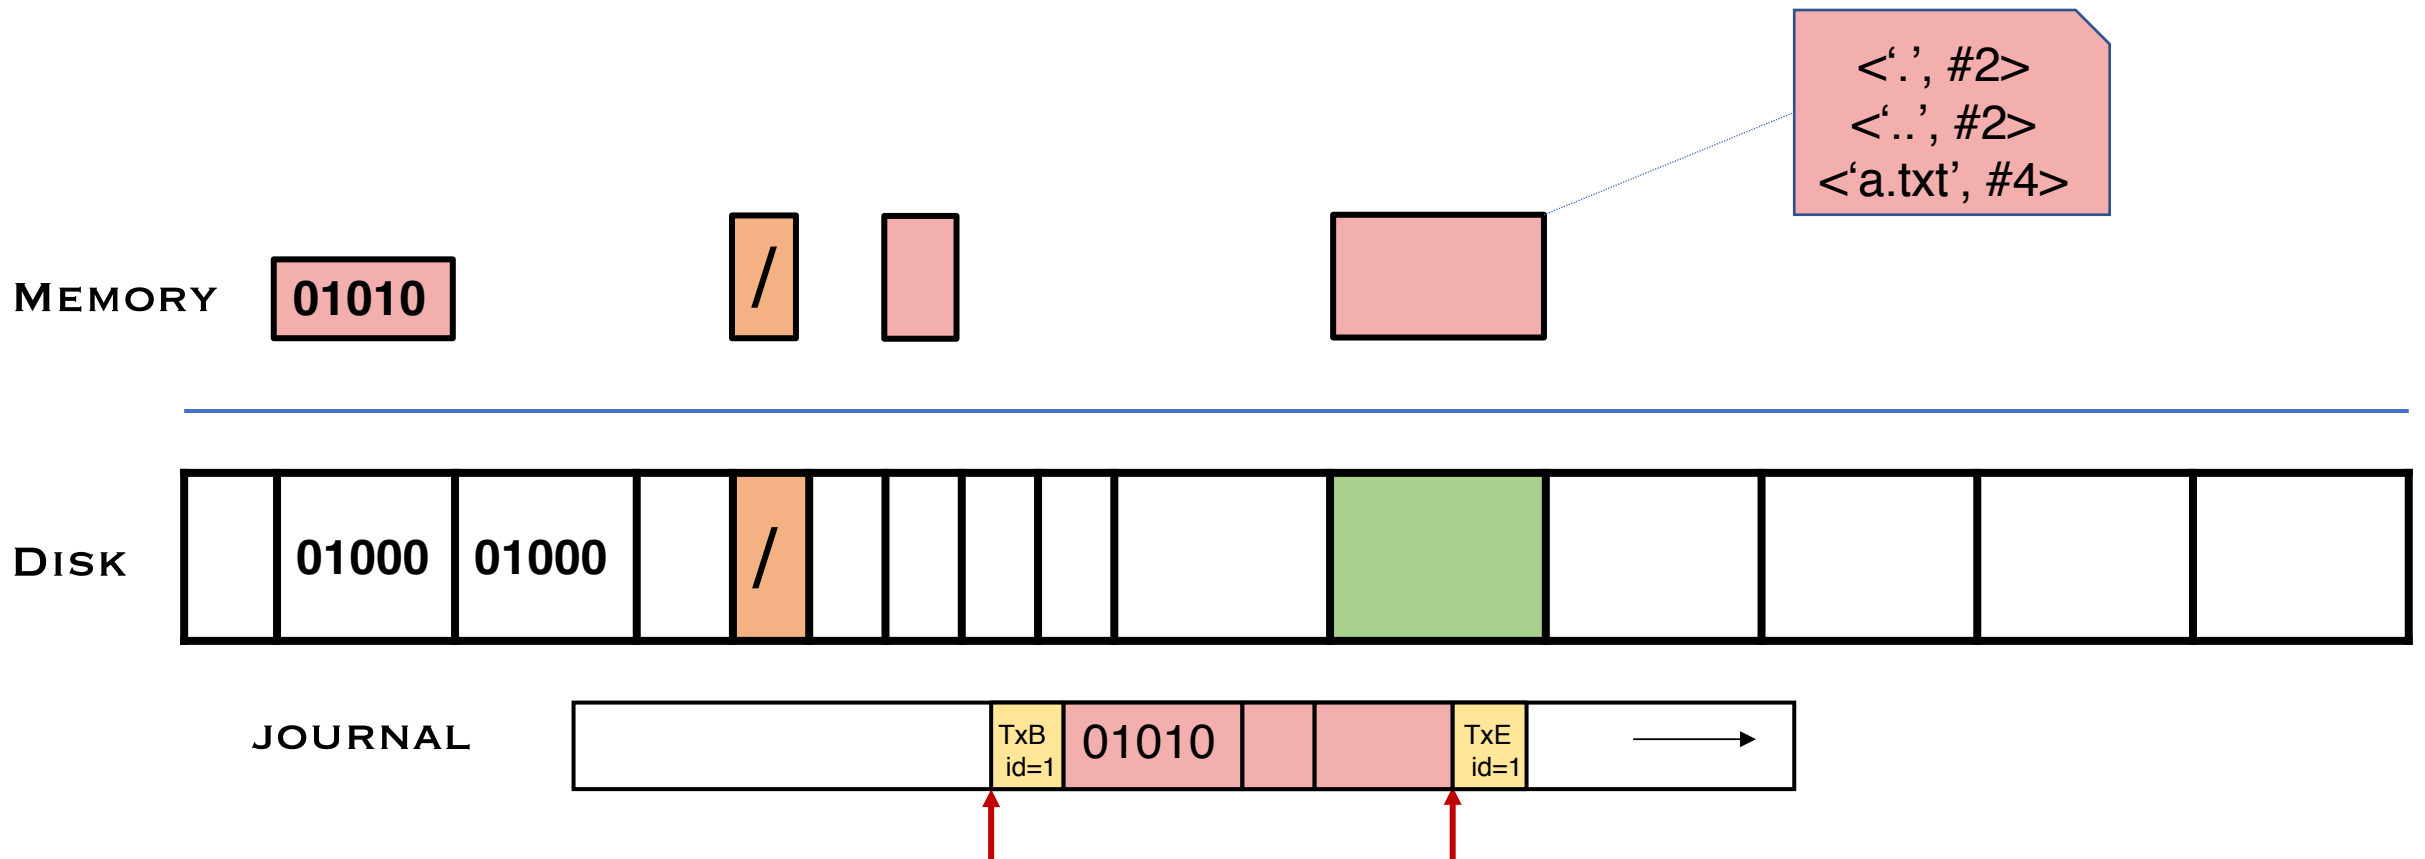 <‘.’, #2>
<‘..’, #2>
<‘a.txt’, #4>
MEMORY
01010
/
DISK
01000
01000
/
JOURNAL
TxB
id=1
01010
TxE
id=1